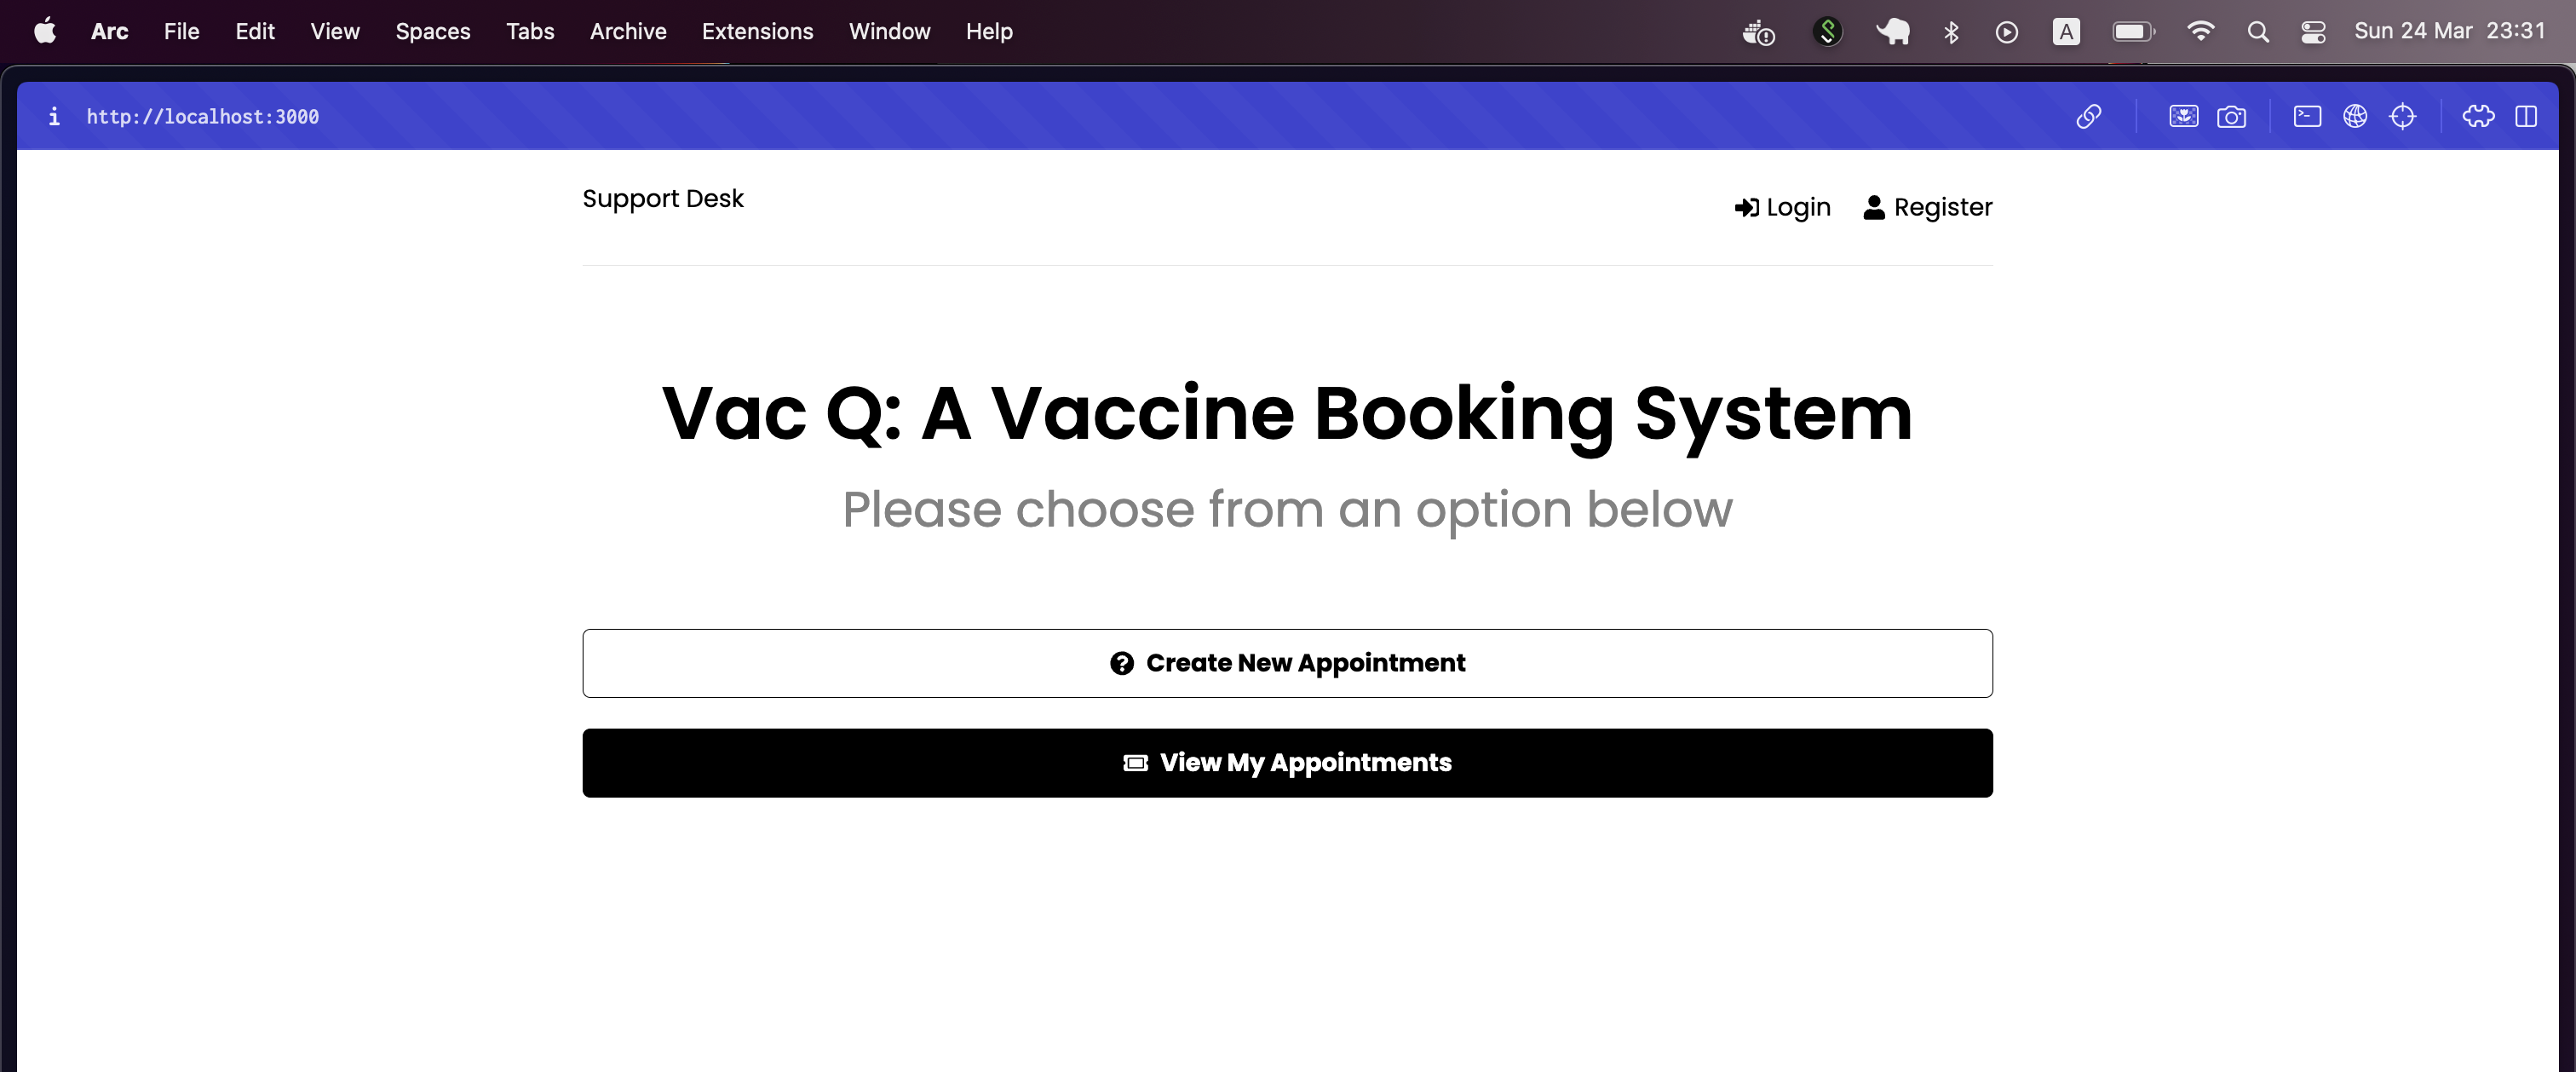 Arc File Edit View Spaces Tabs Archive Extensions Window Help A Sun 24 Mar 23:31
http://localhost:3000
Support Desk Login Register
Vac Q: A Vaccine Booking System
Please choose from an option below
Create New Appointment
View My Appointments